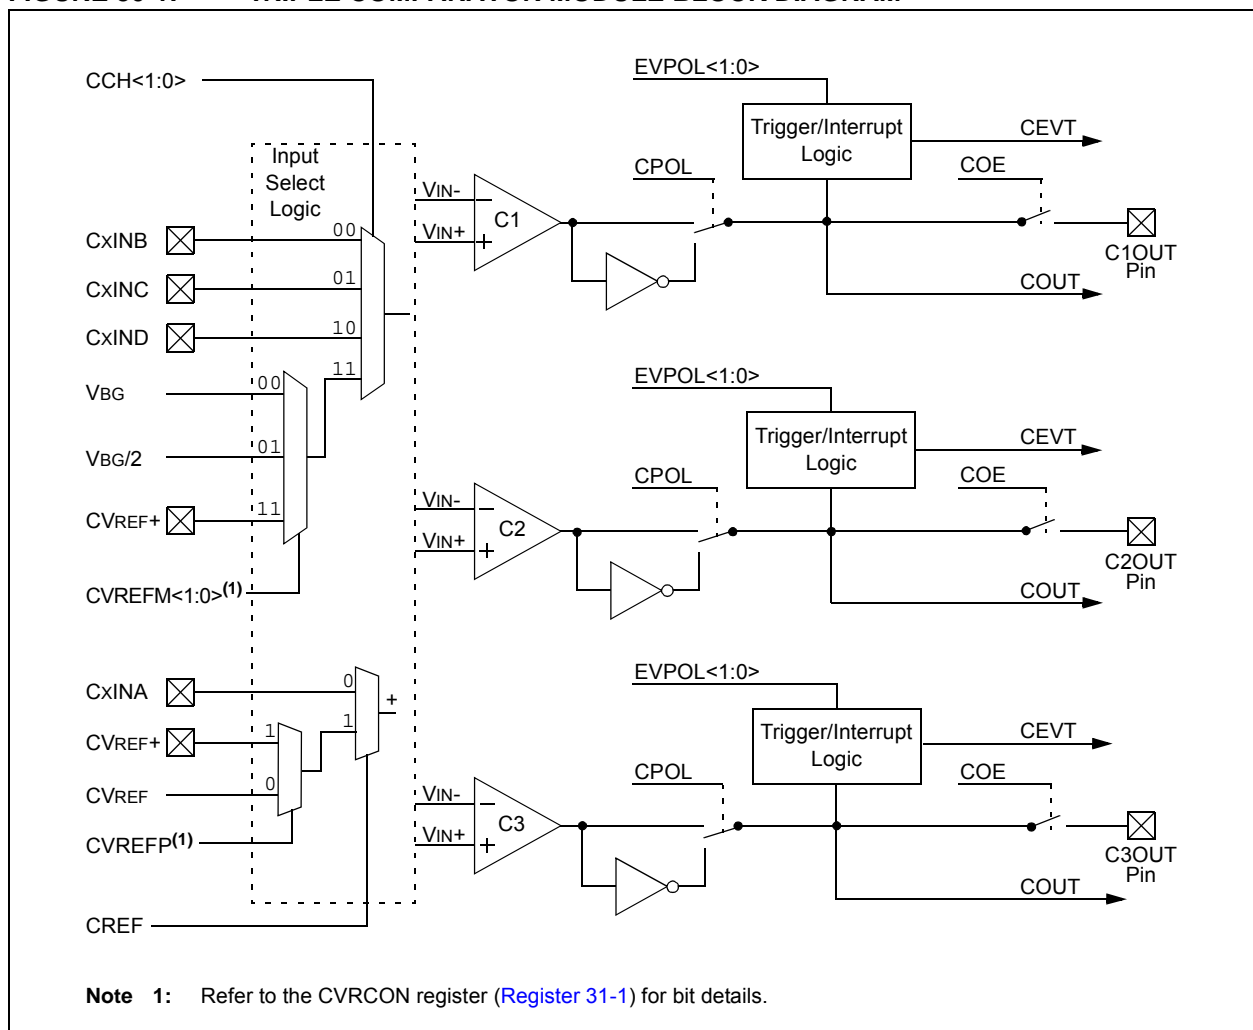 CCH<1:0>
Input
Select
Logic
CXINB
00
CXINC
01
CXIND
10
11
VBG
00
VBG/2
01
CVREF+
11
CVREFM<1:0>(1)
CXINA
0
+
CVREF+
1
1
CVREF
0
CVREFP(1)
CREF
EVPOL<1:0>
Trigger/Interrupt
Logic
CEVT
CPOL
COE
VIN-
−
VIN+
+
C1
C1OUT
Pin
COUT
EVPOL<1:0>
Trigger/Interrupt
Logic
CEVT
CPOL
COE
VIN-
−
VIN+
+
C2
C2OUT
Pin
COUT
EVPOL<1:0>
Trigger/Interrupt
Logic
CEVT
CPOL
COE
VIN-
−
VIN+
+
C3
C3OUT
Pin
COUT
Note 1: Refer to the CVRCON register (Register 31-1) for bit details.